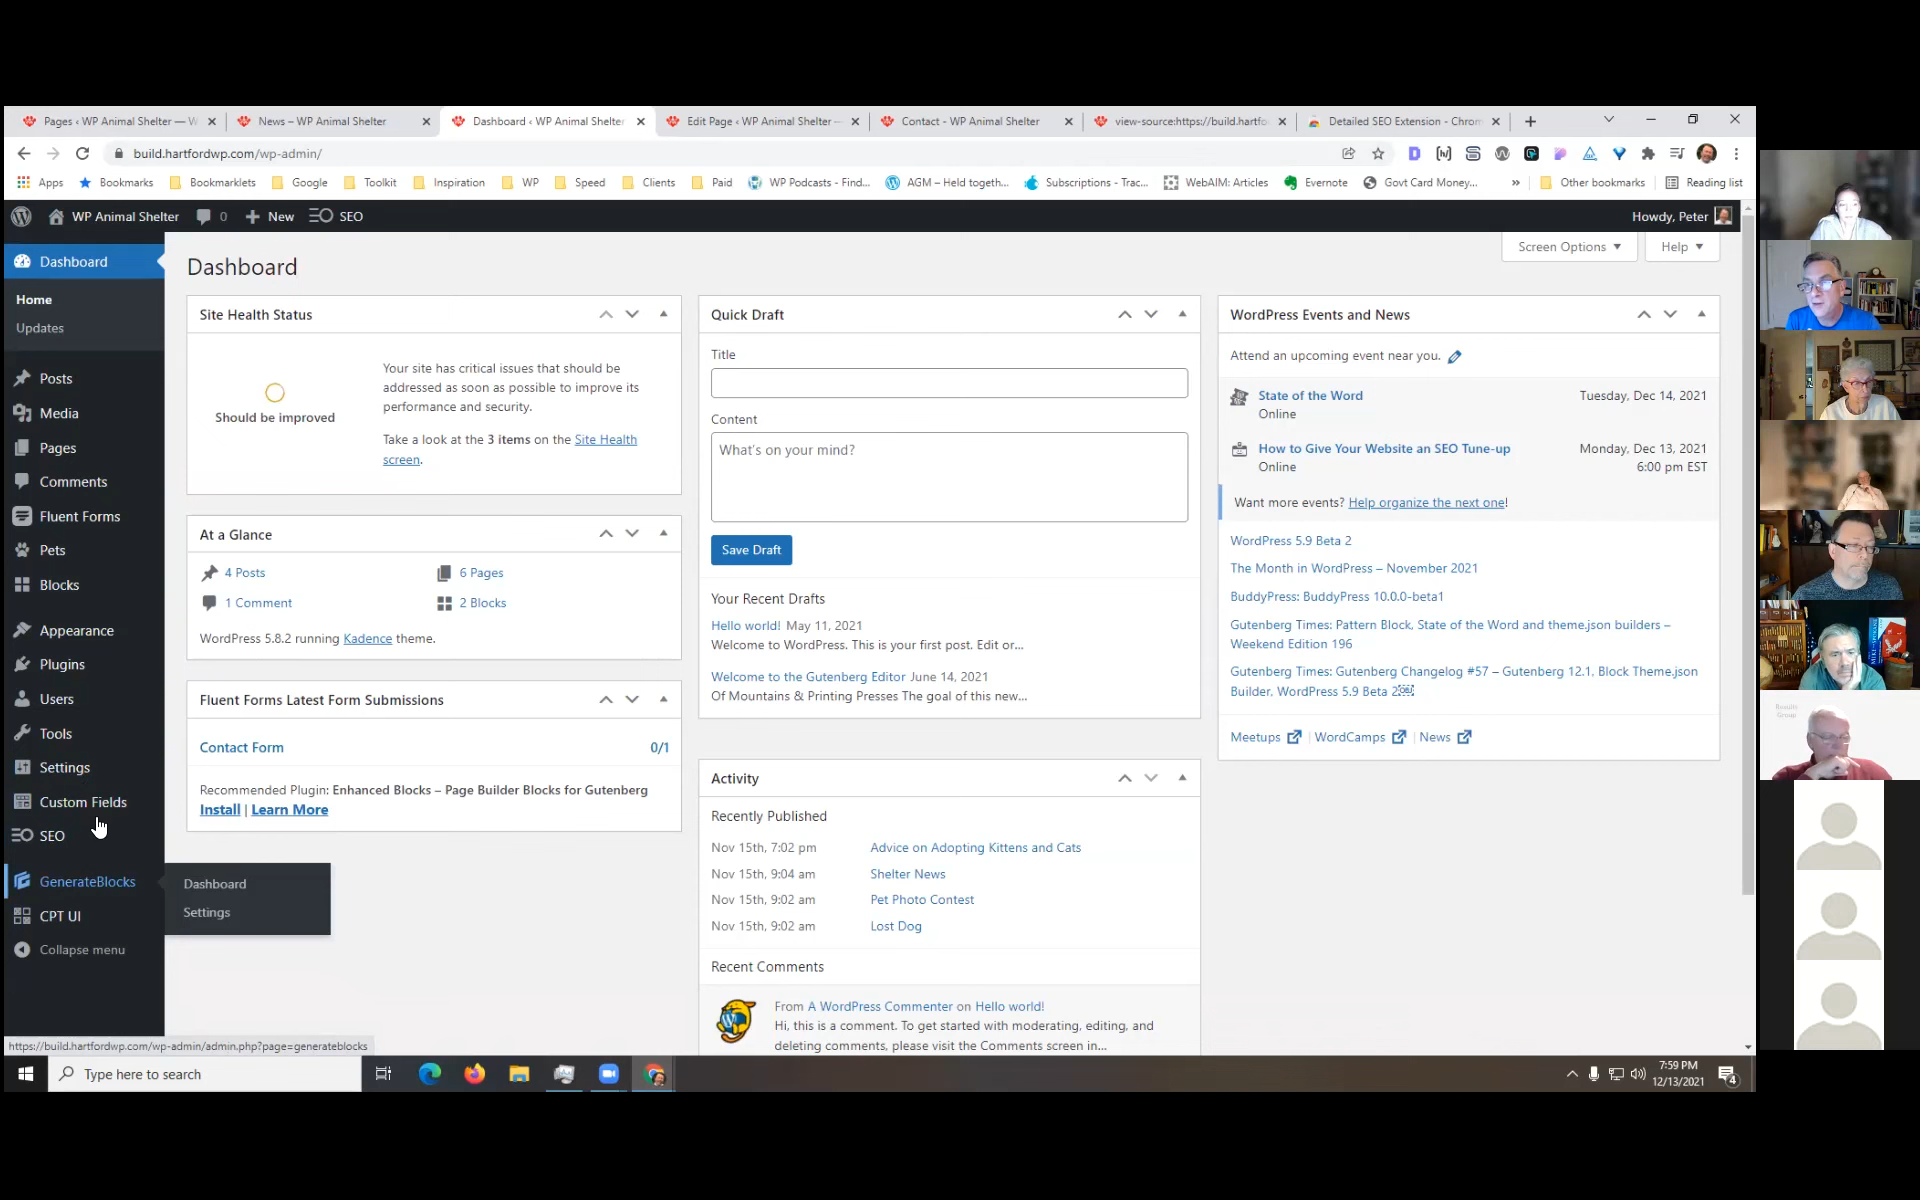 Pages ‹ WP Animal Shelter — W
News – WP Animal Shelter
Dashboard ‹ WP Animal Shelter
Edit Page ‹ WP Animal Shelter —
Contact - WP Animal Shelter
view-source:https://build.hartfo
Detailed SEO Extension - Chrom
build.hartfordwp.com/wp-admin/
Apps
Bookmarks
Bookmarklets
Google
Toolkit
Inspiration
WP
Speed
Clients
Paid
WP Podcasts - Find...
AGM – Held togeth...
Subscriptions - Trac...
WebAIM: Articles
Evernote
Govt Card Money...
»
Other bookmarks
Reading list
WP Animal Shelter
0
New
SEO
Howdy, Peter
Dashboard
Home
Updates
Posts
Media
Pages
Comments
Fluent Forms
Pets
Blocks
Appearance
Plugins
Users
Tools
Settings
Custom Fields
SEO
GenerateBlocks
CPT UI
Collapse menu
Dashboard
Settings
Screen Options
Help
Dashboard
Site Health Status
Should be improved
Your site has critical issues that should be
addressed as soon as possible to improve its
performance and security.
Take a look at the 3 items on the Site Health
screen.
At a Glance
4 Posts
6 Pages
1 Comment
2 Blocks
WordPress 5.8.2 running Kadence theme.
Fluent Forms Latest Form Submissions
Contact Form
0/1
Recommended Plugin: Enhanced Blocks – Page Builder Blocks for Gutenberg
Install | Learn More
Quick Draft
Title
Content
What's on your mind?
Save Draft
Your Recent Drafts
Hello world! May 11, 2021
Welcome to WordPress. This is your first post. Edit or...
Welcome to the Gutenberg Editor June 14, 2021
Of Mountains & Printing Presses The goal of this new...
Activity
Recently Published
Nov 15th, 7:02 pm
Advice on Adopting Kittens and Cats
Nov 15th, 9:04 am
Shelter News
Nov 15th, 9:02 am
Pet Photo Contest
Nov 15th, 9:02 am
Lost Dog
Recent Comments
From A WordPress Commenter on Hello world!
Hi, this is a comment. To get started with moderating, editing, and
deleting comments, please visit the Comments screen in...
WordPress Events and News
Attend an upcoming event near you.
State of the Word
Tuesday, Dec 14, 2021
Online
How to Give Your Website an SEO Tune-up
Monday, Dec 13, 2021
Online
6:00 pm EST
Want more events? Help organize the next one!
WordPress 5.9 Beta 2
The Month in WordPress – November 2021
BuddyPress: BuddyPress 10.0.0-beta1
Gutenberg Times: Pattern Block, State of the Word and theme.json builders –
Weekend Edition 196
Gutenberg Times: Gutenberg Changelog #57 – Gutenberg 12.1, Block Theme.json
Builder, WordPress 5.9 Beta 2
Meetups | WordCamps | News
Results
Group
https://build.hartfordwp.com/wp-admin/admin.php?page=generateblocks
Type here to search
7:59 PM
12/13/2021
4